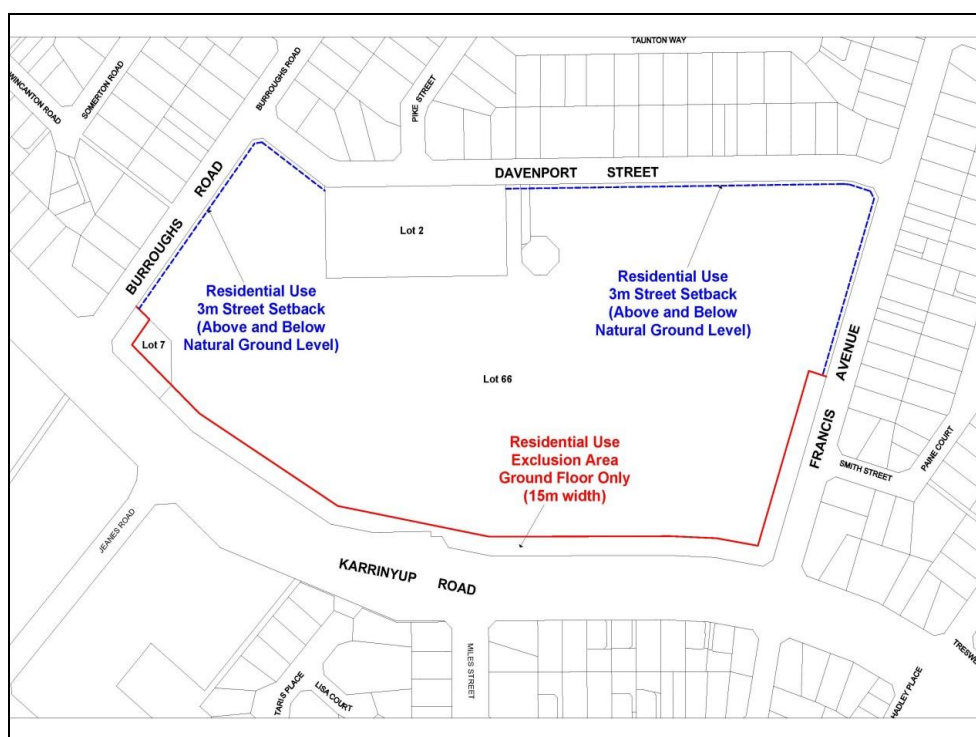 TAUNTON WAY
WINCANTON ROAD
SOMERTON ROAD
BURROUGHS ROAD
PIKE STREET
DAVENPORT STREET
BURROUGHS ROAD
Lot 2
Residential Use
3m Street Setback
(Above and Below
Natural Ground Level)
Residential Use
3m Street Setback
(Above and Below
Natural Ground Level)
Lot 7
Lot 66
FRANCIS AVENUE
Residential Use
Exclusion Area
Ground Floor Only
(15m width)
SMITH STREET
PAINE COURT
JEANES ROAD
KARRINYUP ROAD
MILES STREET
TARLS PLACE
LISA COURT
HADLEY PLACE